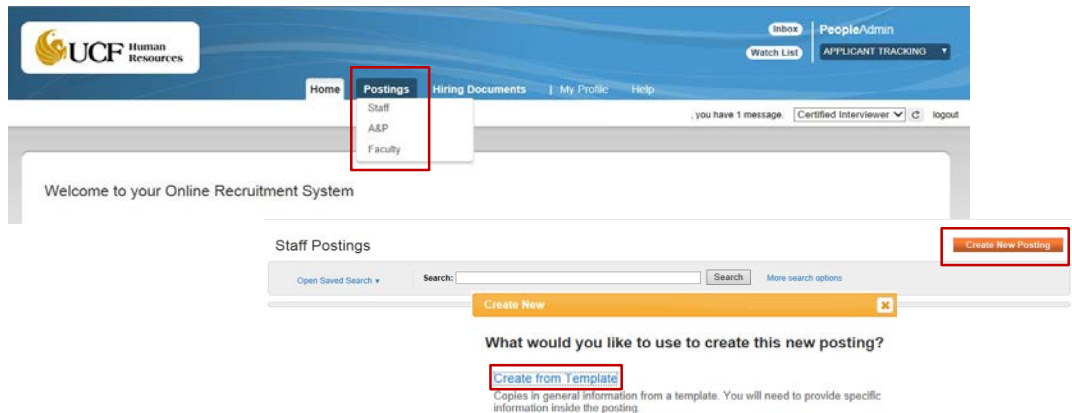 UCF Human Resources
Inbox
PeopleAdmin
Watch List
APPLICANT TRACKING
Home Postings Hiring Documents | My Profile Help
Staff
A&P
Faculty
, you have 1 message. Certified Interviewer logout
Welcome to your Online Recruitment System
Staff Postings
Create New Posting
Open Saved Search Search: Search More search options
Create New
What would you like to use to create this new posting?
Create from Template
Copies in general information from a template. You will need to provide specific
information inside the posting.